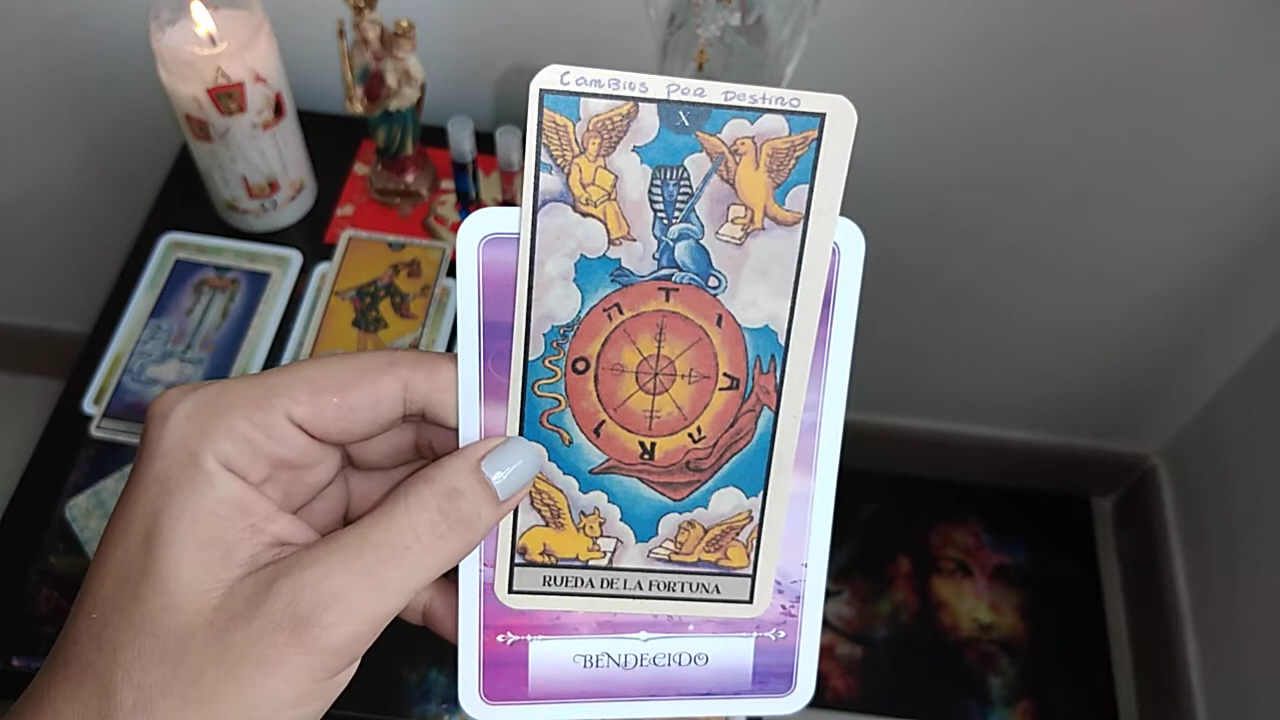 Cambios por Destino
X
T
ה
I
O
A
ו
ה
R
RUEDA DE LA FORTUNA
BENDECIDO